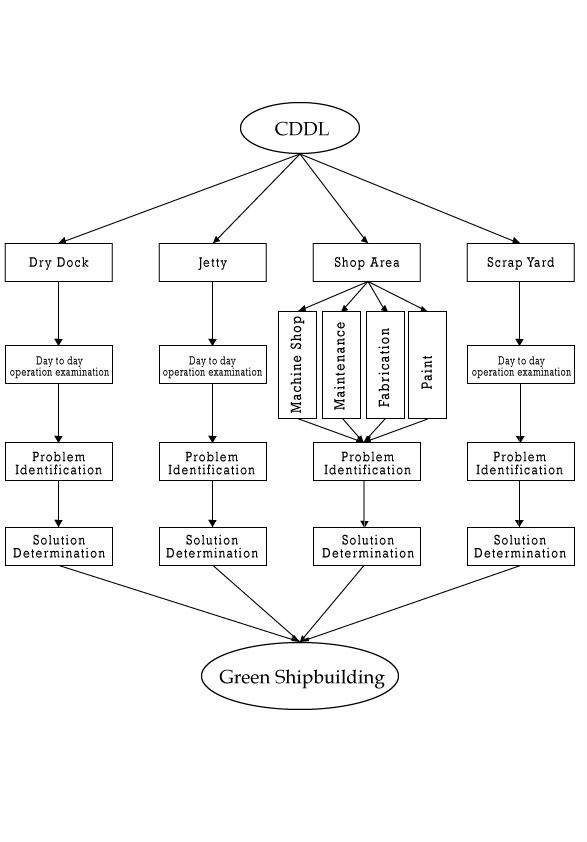 CDDL
Dry Dock
Jetty
Shop Area
Scrap Yard
Machine Shop
Maintenance
Fabrication
Paint
Day to day
operation examination
Day to day
operation examination
Day to day
operation examination
Problem
Identification
Problem
Identification
Problem
Identification
Problem
Identification
Solution
Determination
Solution
Determination
Solution
Determination
Solution
Determination
Green Shipbuilding